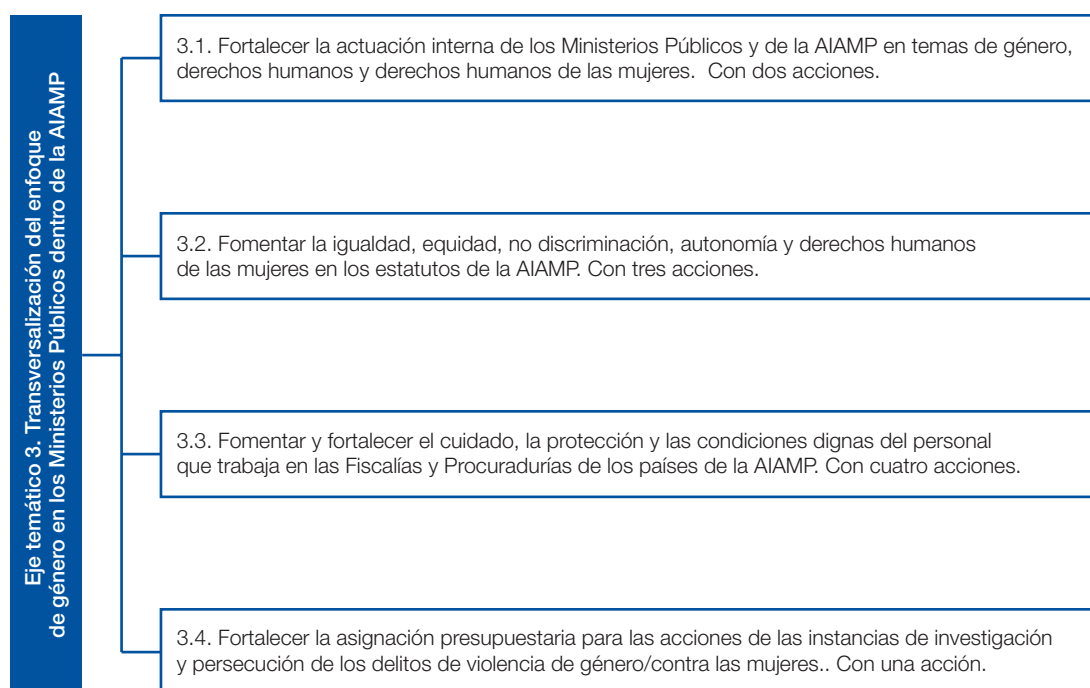 Eje temático 3. Transversalización del enfoque
de género en los Ministerios Públicos dentro de la AIAMP
3.1. Fortalecer la actuación interna de los Ministerios Públicos y de la AIAMP en temas de género,
derechos humanos y derechos humanos de las mujeres.  Con dos acciones.
3.2. Fomentar la igualdad, equidad, no discriminación, autonomía y derechos humanos
de las mujeres en los estatutos de la AIAMP. Con tres acciones.
3.3. Fomentar y fortalecer el cuidado, la protección y las condiciones dignas del personal
que trabaja en las Fiscalías y Procuradurías de los países de la AIAMP. Con cuatro acciones.
3.4. Fortalecer la asignación presupuestaria para las acciones de las instancias de investigación
y persecución de los delitos de violencia de género/contra las mujeres.. Con una acción.